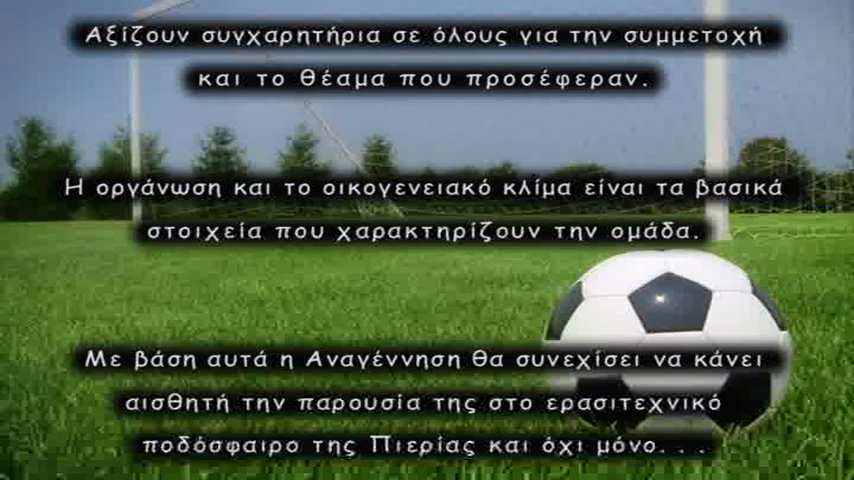 Αξίζουν συγχαρητήρια σε όλους για την συμμετοχή
και το θέαμα που προσέφεραν.
Η οργάνωση και το οικογενειακό κλίμα είναι τα βασικά
στοιχεία που χαρακτηρίζουν την ομάδα.
Με βάση αυτά η Αναγέννηση θα συνεχίσει να κάνει
αισθητή την παρουσία της στο ερασιτεχνικό
ποδόσφαιρο της Πιερίας και όχι μόνο. . .